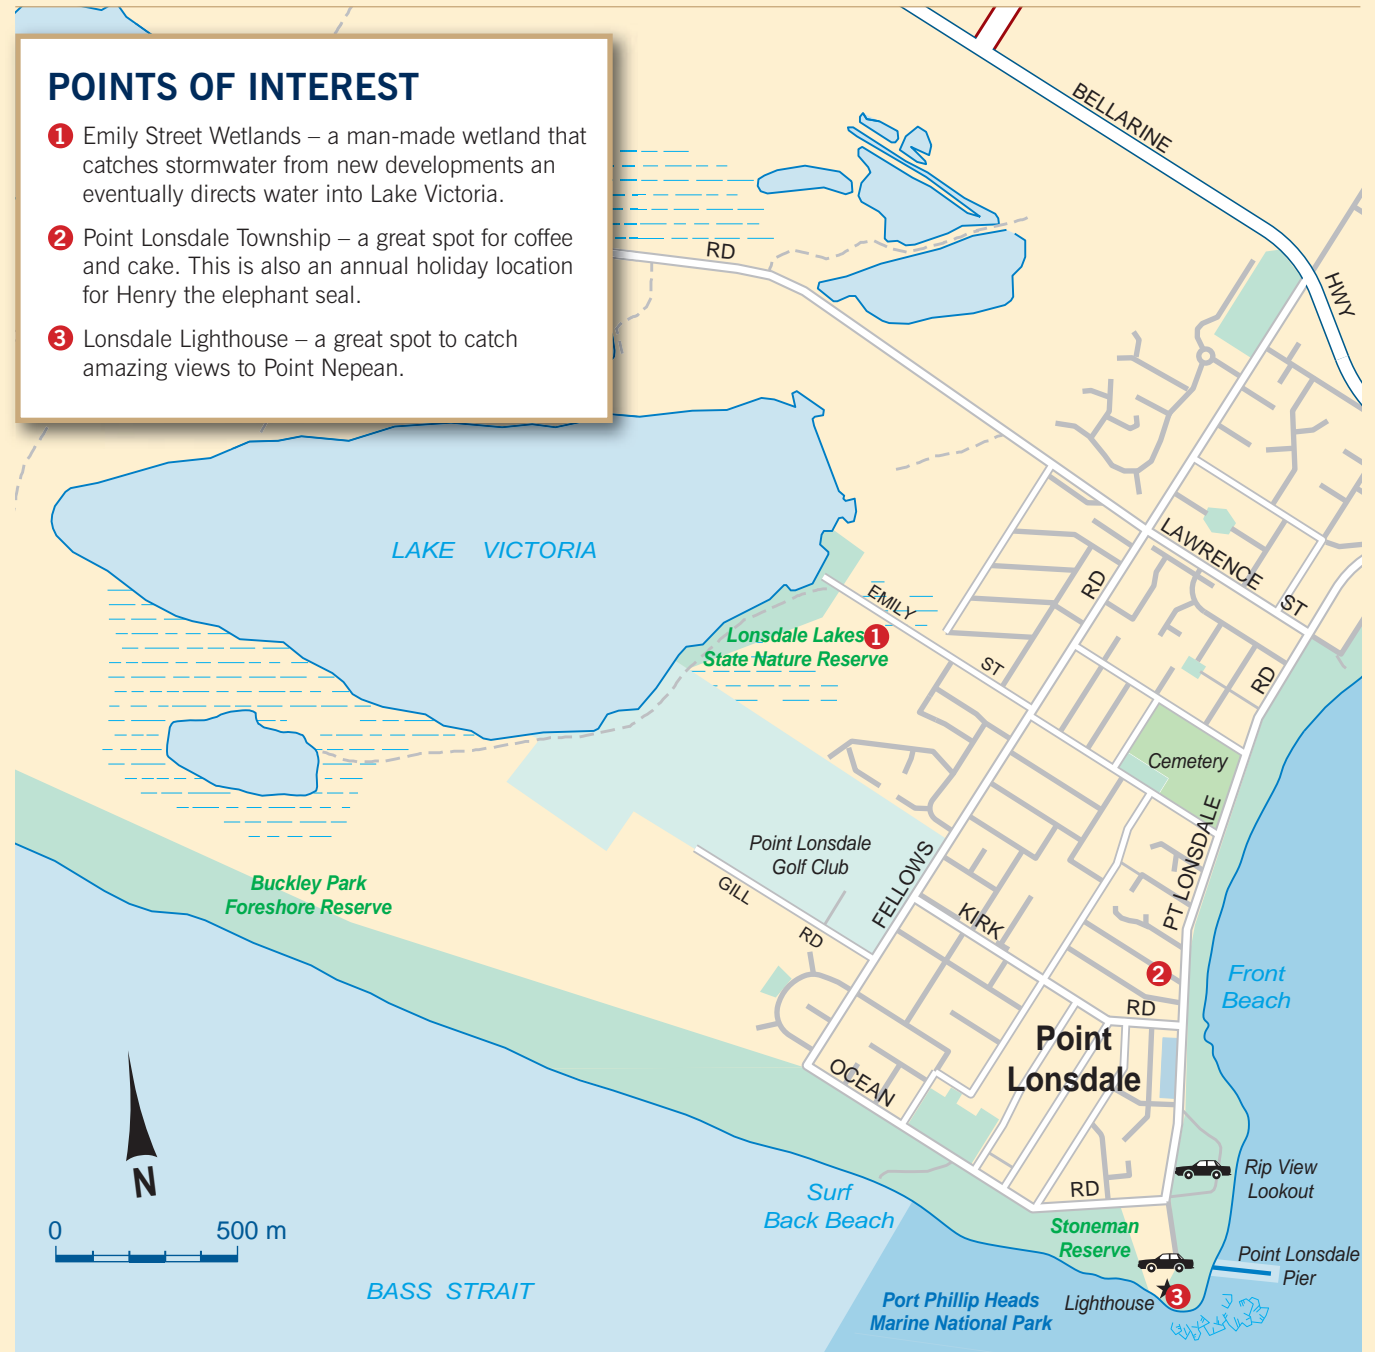 POINTS OF INTEREST
1 Emily Street Wetlands – a man-made wetland that
catches stormwater from new developments an
eventually directs water into Lake Victoria.
2 Point Lonsdale Township – a great spot for coffee
and cake. This is also an annual holiday location
for Henry the elephant seal.
3 Lonsdale Lighthouse – a great spot to catch
amazing views to Point Nepean.
BELLARINE
HWY
RD
LAKE VICTORIA
LAWRENCE
ST
RD
EMILY
ST
1
Lonsdale Lakes
State Nature Reserve
RD
Cemetery
PT LONSDALE
Point Lonsdale
Golf Club
FELLOWS
GILL
RD
KIRK
RD
Buckley Park
Foreshore Reserve
2
Front
Beach
Point
Lonsdale
OCEAN
RD
N
0 500 m
Surf
Back Beach
Rip View
Lookout
Stoneman
Reserve
Point Lonsdale
Pier
BASS STRAIT
Port Phillip Heads
Marine National Park
Lighthouse
3